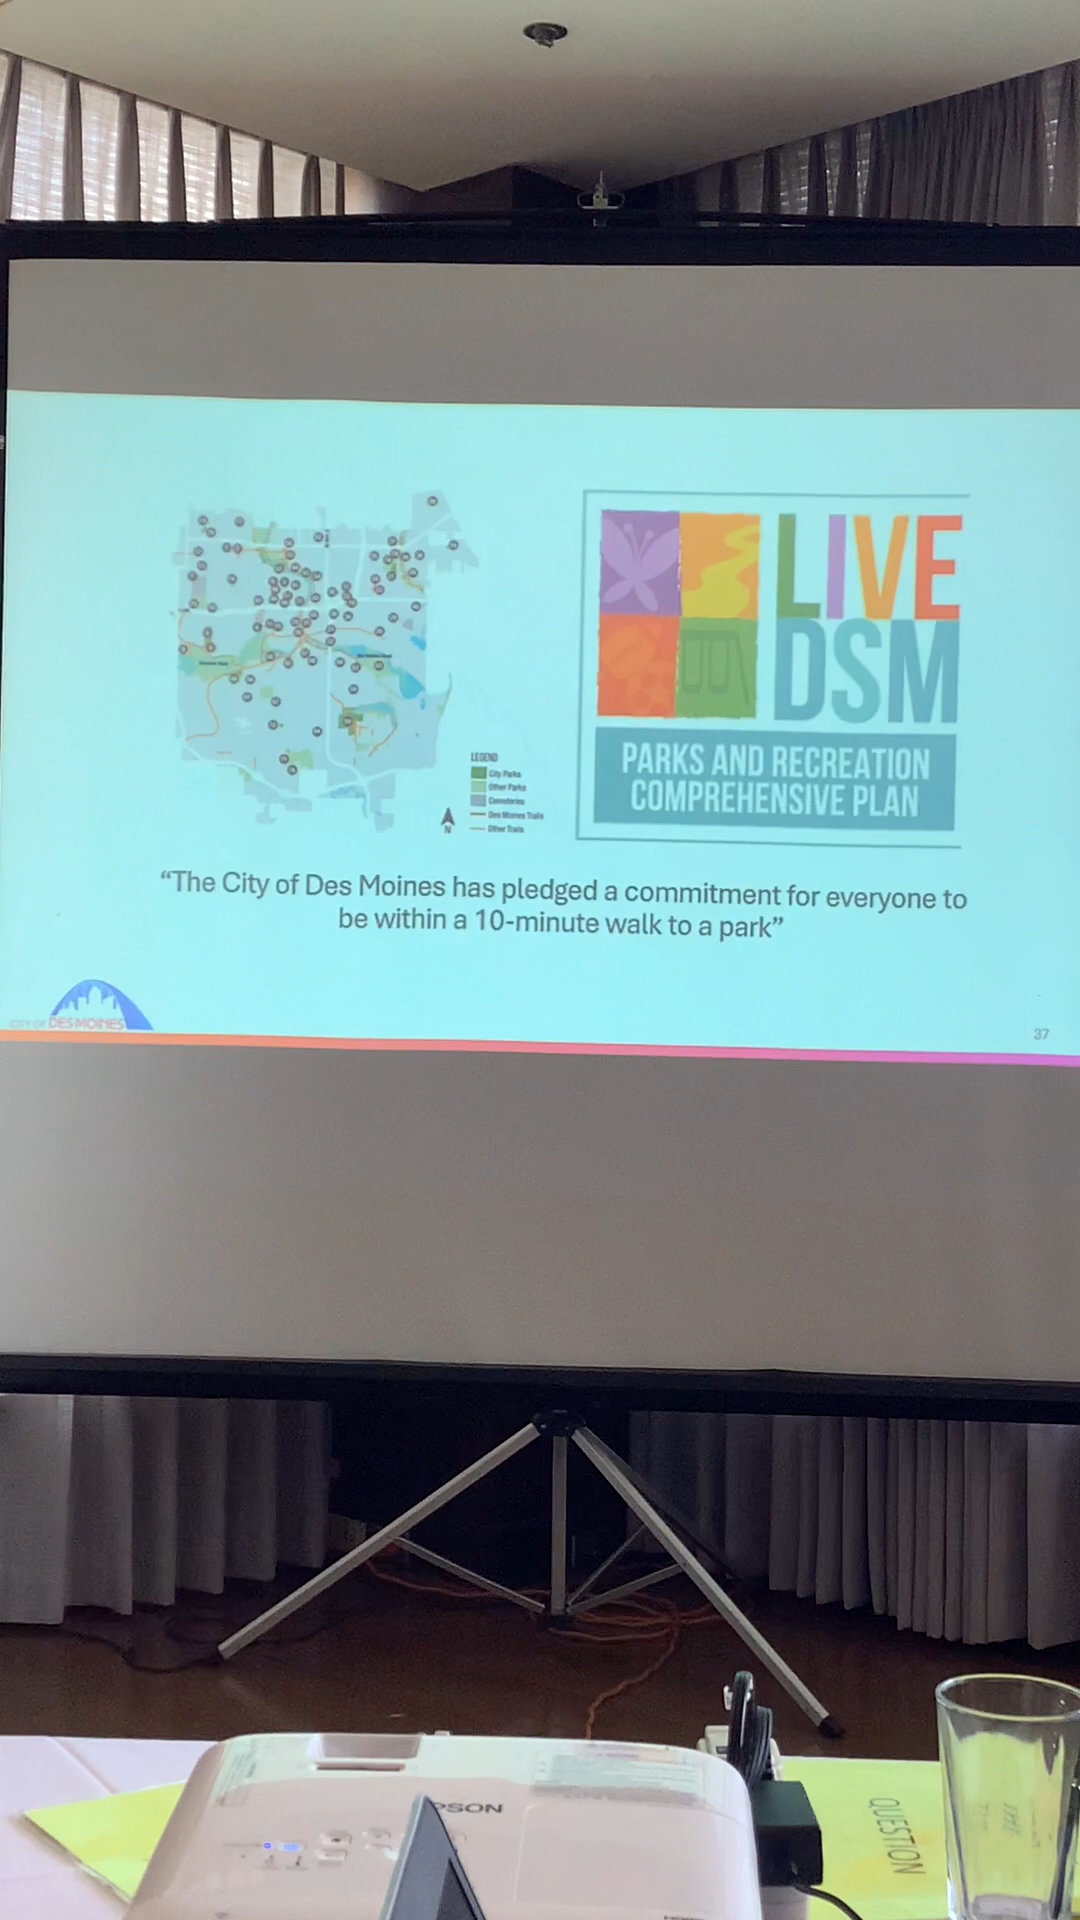 LIVE
DSM
PARKS AND RECREATION
COMPREHENSIVE PLAN
LEGEND
City Parks
Other Parks
Cemeteries
Des Moines Trails
Other Trails
N
“The City of Des Moines has pledged a commitment for everyone to
be within a 10-minute walk to a park”
CITY OF DES MOINES
37
PSON
QUESTION